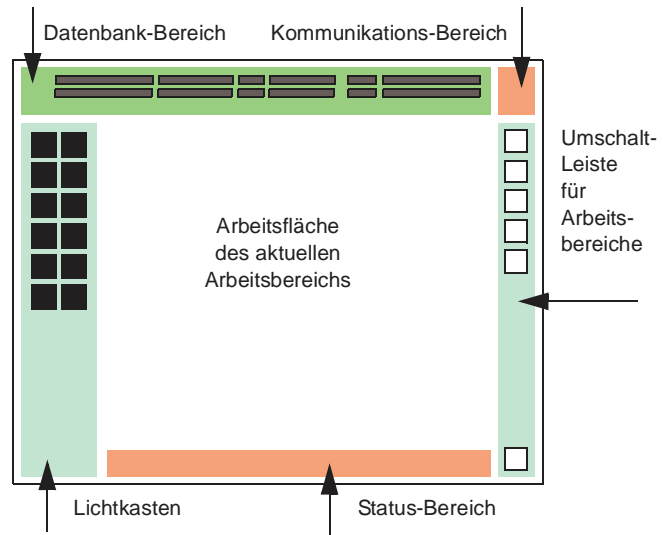 Datenbank-Bereich
Kommunikations-Bereich
Umschalt-
Leiste
für
Arbeits-
bereiche
Arbeitsfläche
des aktuellen
Arbeitsbereichs
Lichtkasten
Status-Bereich